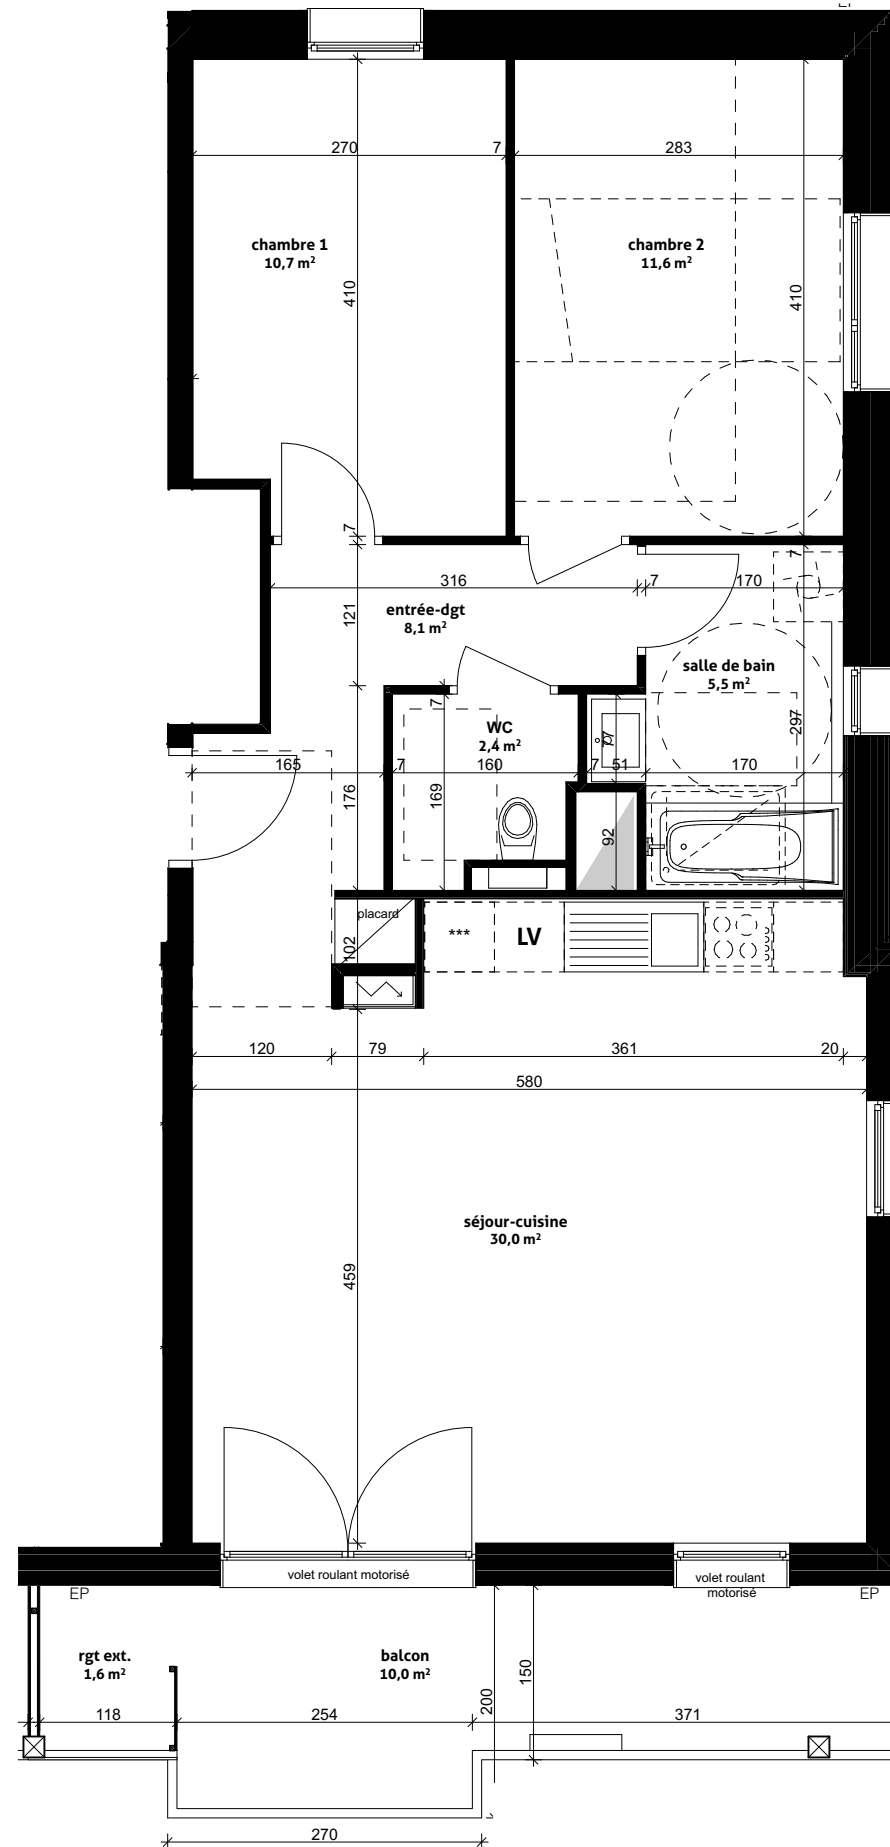 EP
270
7
283
chambre 1
10,7 m²
chambre 2
11,6 m²
410
410
7
7
316
7
170
121
entrée-dgt
8,1 m²
salle de bain
5,5 m²
7
WC
2,4 m²
77
297
165
7
160
7
51
170
176
169
92
placard
102
***
LV
120
79
361
20
580
séjour-cuisine
30,0 m²
459
volet roulant motorisé
volet roulant
motorisé
EP
EP
rgt ext.
1,6 m²
balcon
10,0 m²
200
150
118
254
371
270